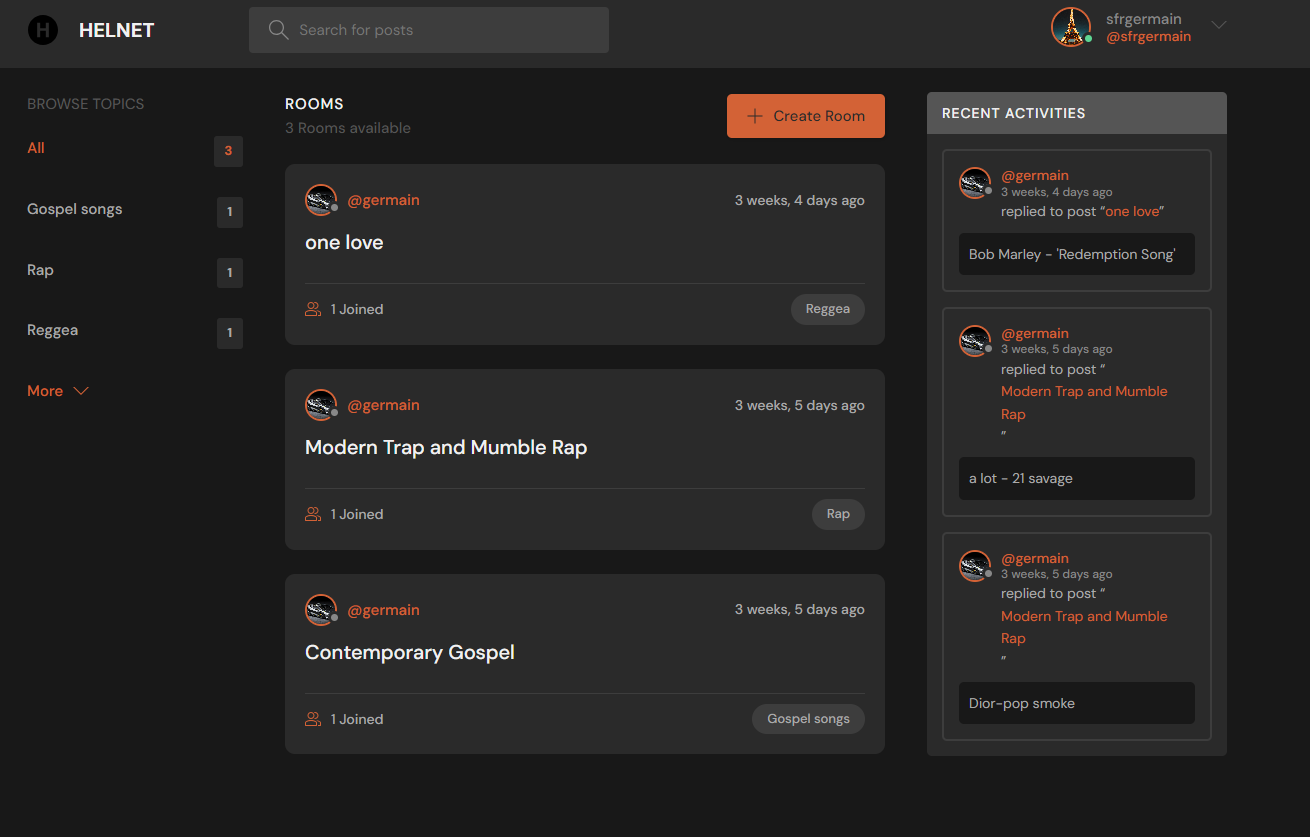 H HELNET
Search for posts
sfrgermain
@sfrgermain
BROWSE TOPICS
All 3
Gospel songs 1
Rap 1
Reggea 1
More
ROOMS
3 Rooms available
Create Room
@germain 3 weeks, 4 days ago
one love
1 Joined Reggea
@germain 3 weeks, 5 days ago
Modern Trap and Mumble Rap
1 Joined Rap
@germain 3 weeks, 5 days ago
Contemporary Gospel
1 Joined Gospel songs
RECENT ACTIVITIES
@germain
3 weeks, 4 days ago
replied to post “one love”
Bob Marley - 'Redemption Song'
@germain
3 weeks, 5 days ago
replied to post “
Modern Trap and Mumble
Rap
”
a lot - 21 savage
@germain
3 weeks, 5 days ago
replied to post “
Modern Trap and Mumble
Rap
”
Dior-pop smoke